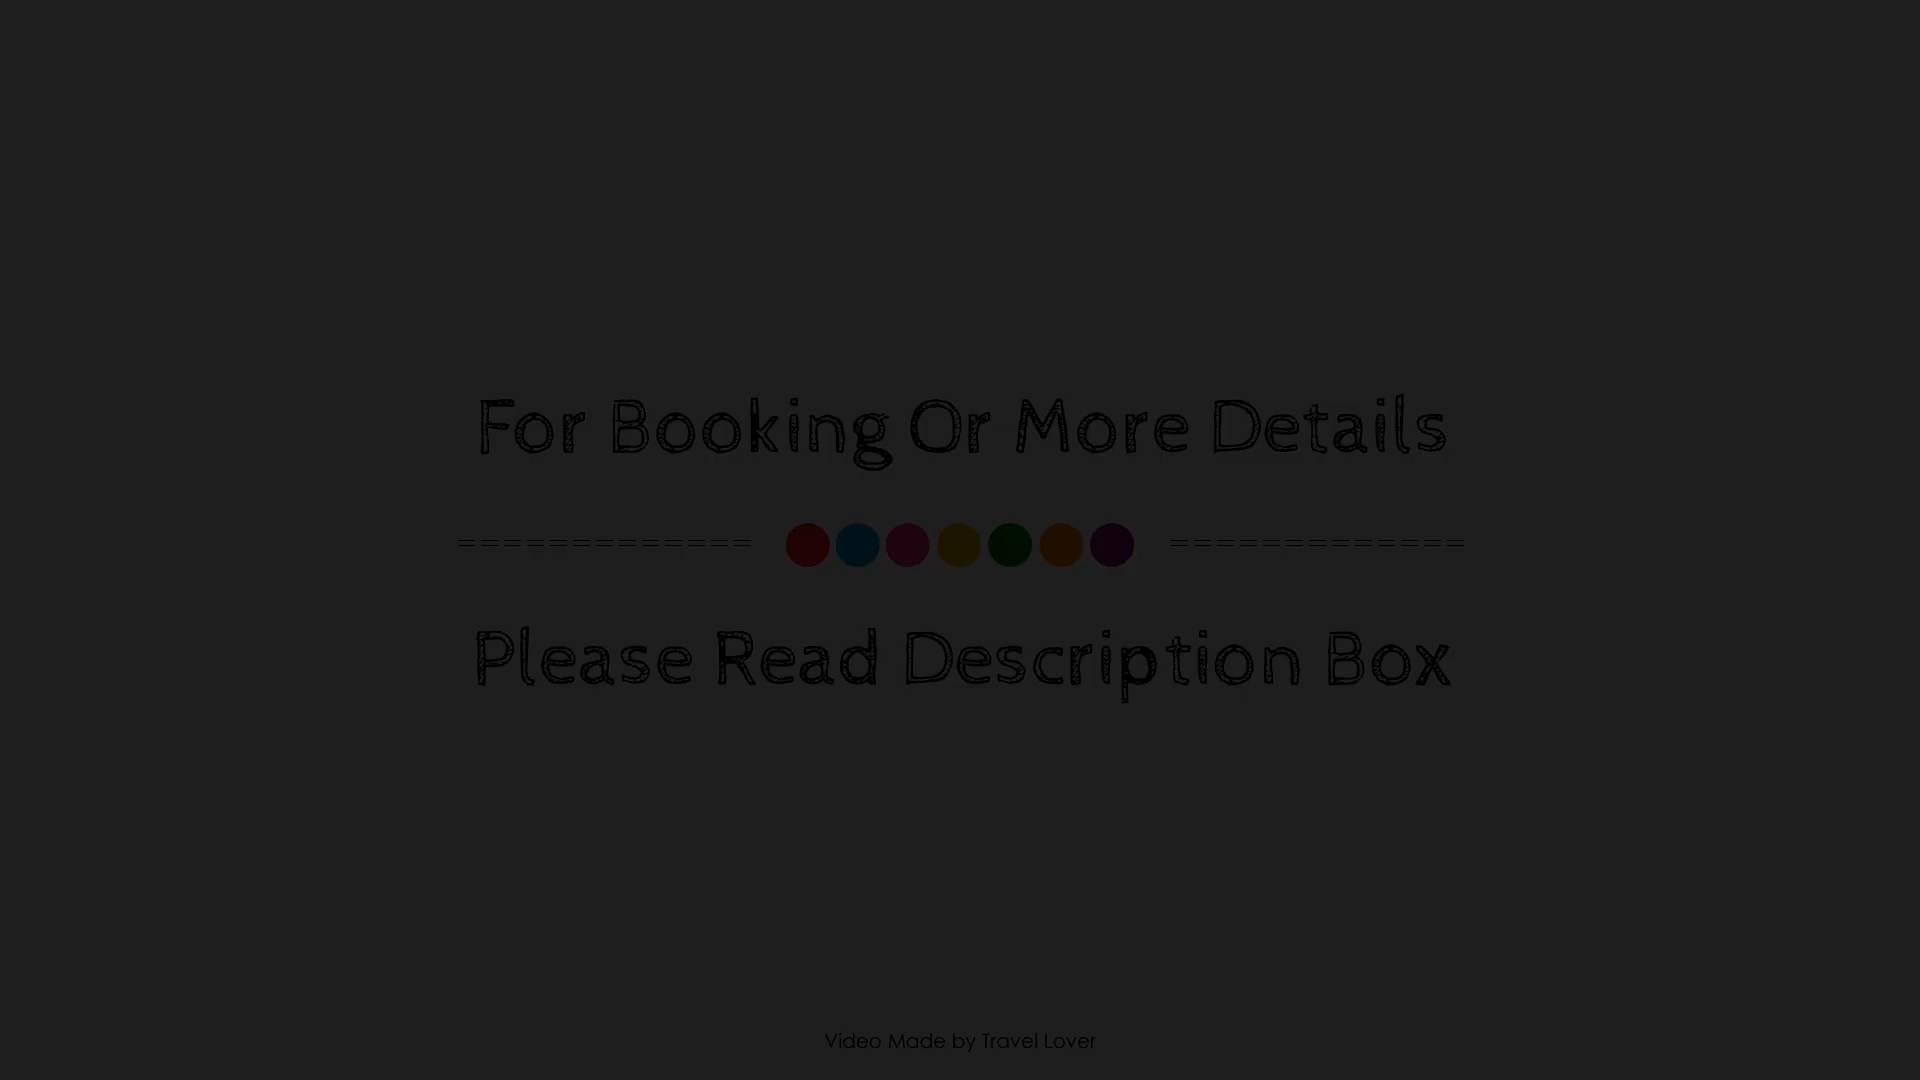 For Booking Or More Details
============= =============
Please Read Description Box
Video Made by Travel Lover